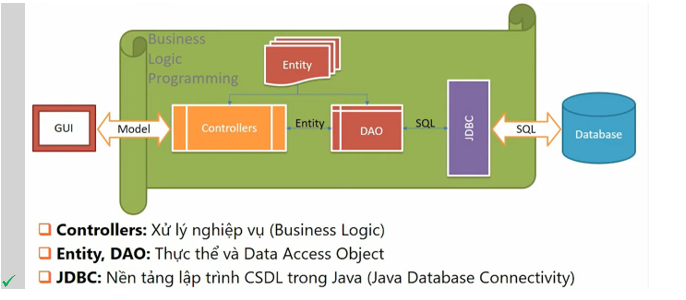 Business
Logic
Programming
Entity
GUI
Model
Controllers
Entity
DAO
SQL
JDBC
SQL
Database
Controllers: Xử lý nghiệp vụ (Business Logic)
Entity, DAO: Thực thể và Data Access Object
JDBC: Nền tảng lập trình CSDL trong Java (Java Database Connectivity)